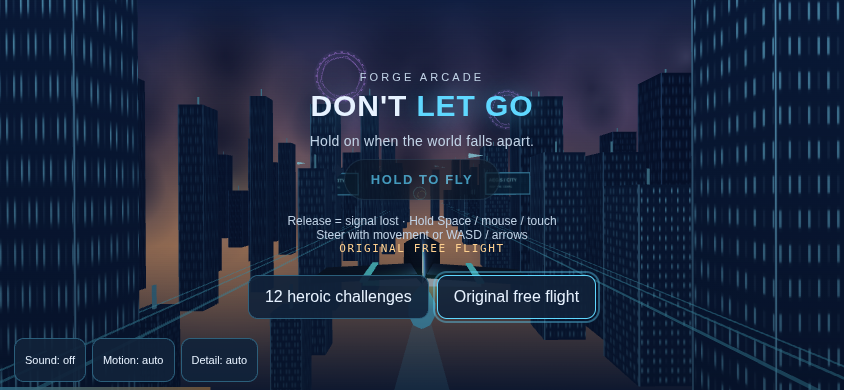 FORGE ARCADE
DON'T LET GO
Hold on when the world falls apart.
HOLD TO FLY
Release = signal lost · Hold Space / mouse / touch
Steer with movement or WASD / arrows
ORIGINAL FREE FLIGHT
12 heroic challenges
Original free flight
Sound: off
Motion: auto
Detail: auto